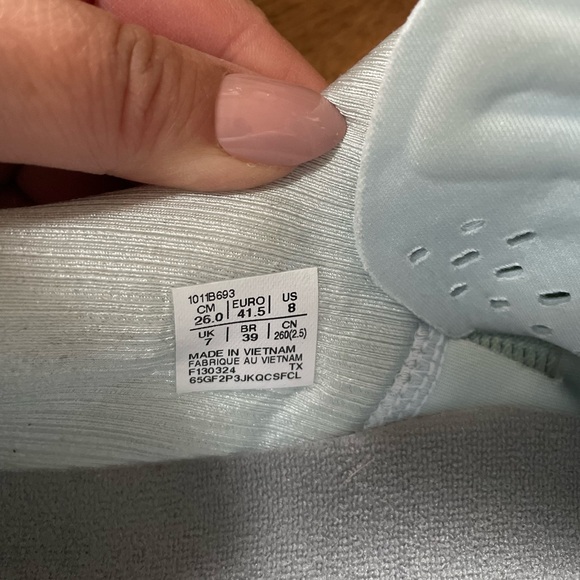 1011B693
CM EURO US
26.0 41.5 8
UK BR CN
7 39 260(2.5)
MADE IN VIETNAM
FABRIQUE AU VIETNAM
F130324 TX
65GF2P3JKQCSFCL